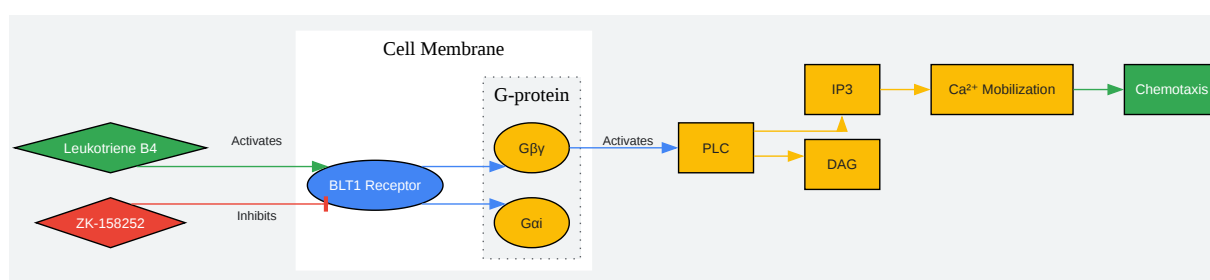 Cell Membrane
G-protein
Leukotriene B4
Activates
BLT1 Receptor
ZK-158252
Inhibits
Gβγ
Gαi
Activates
PLC
IP3
DAG
Ca²⁺ Mobilization
Chemotaxis